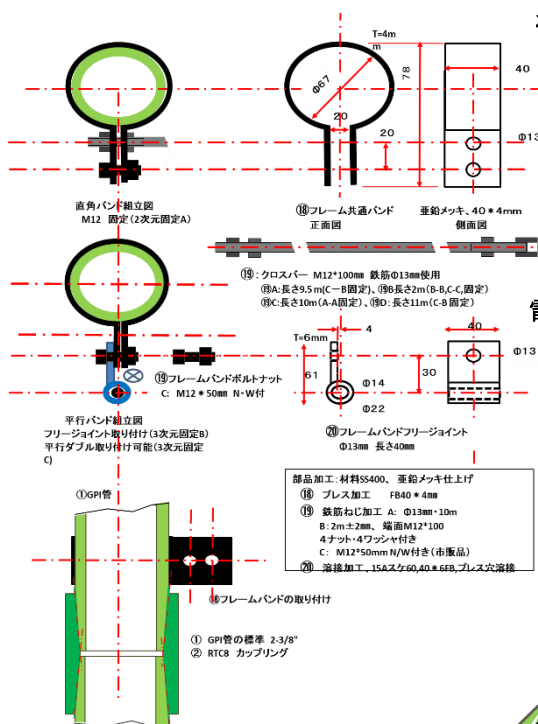 T=4m
m
Φ67
78
20
20
40
Φ13
直角バンド組立図
M12 固定(2次元固定A)
⑱フレーム共通バンド
正面図
亜鉛メッキ、40*4mm
側面図
⑲: クロスバー M12*100㎜ 鉄筋Φ13㎜使用
⑲A:長さ9.5m(C-B固定)、⑲B長さ2m(B-B,C-C,固定)
⑲C:長さ10m(A-A固定)、⑲D:長さ11m(C-B 固定)
T=6mm
4
61
Φ14
Φ22
40
30
Φ13
⑲フレームバンドボルトナット
C: M12*50㎜ N・W付
⑳フレームバンドフリージョイント
Φ13㎜ 長さ40㎜
平行バンド組立図
フリージョイント取り付け(3次元固定B)
平行ダブル取り付け可能(3次元固定
C)
部品加工:材料SS400、 亜鉛メッキ仕上げ
⑱ プレス加工 FB40*4㎜
⑲ 鉄筋ねじ加工 A: Φ13㎜・10m
B:2m±2㎜、 端面M12*100
4ナット・4ワッシャ付き
C: M12*50mm N/W付き(市販品)
⑳ 溶接加工、15Aスケ60,40*6FB,プレス穴溶接
①GPI管
⑱フレームバンドの取り付け
① GPI管の標準 2-3/8"
② RTC8 カップリング